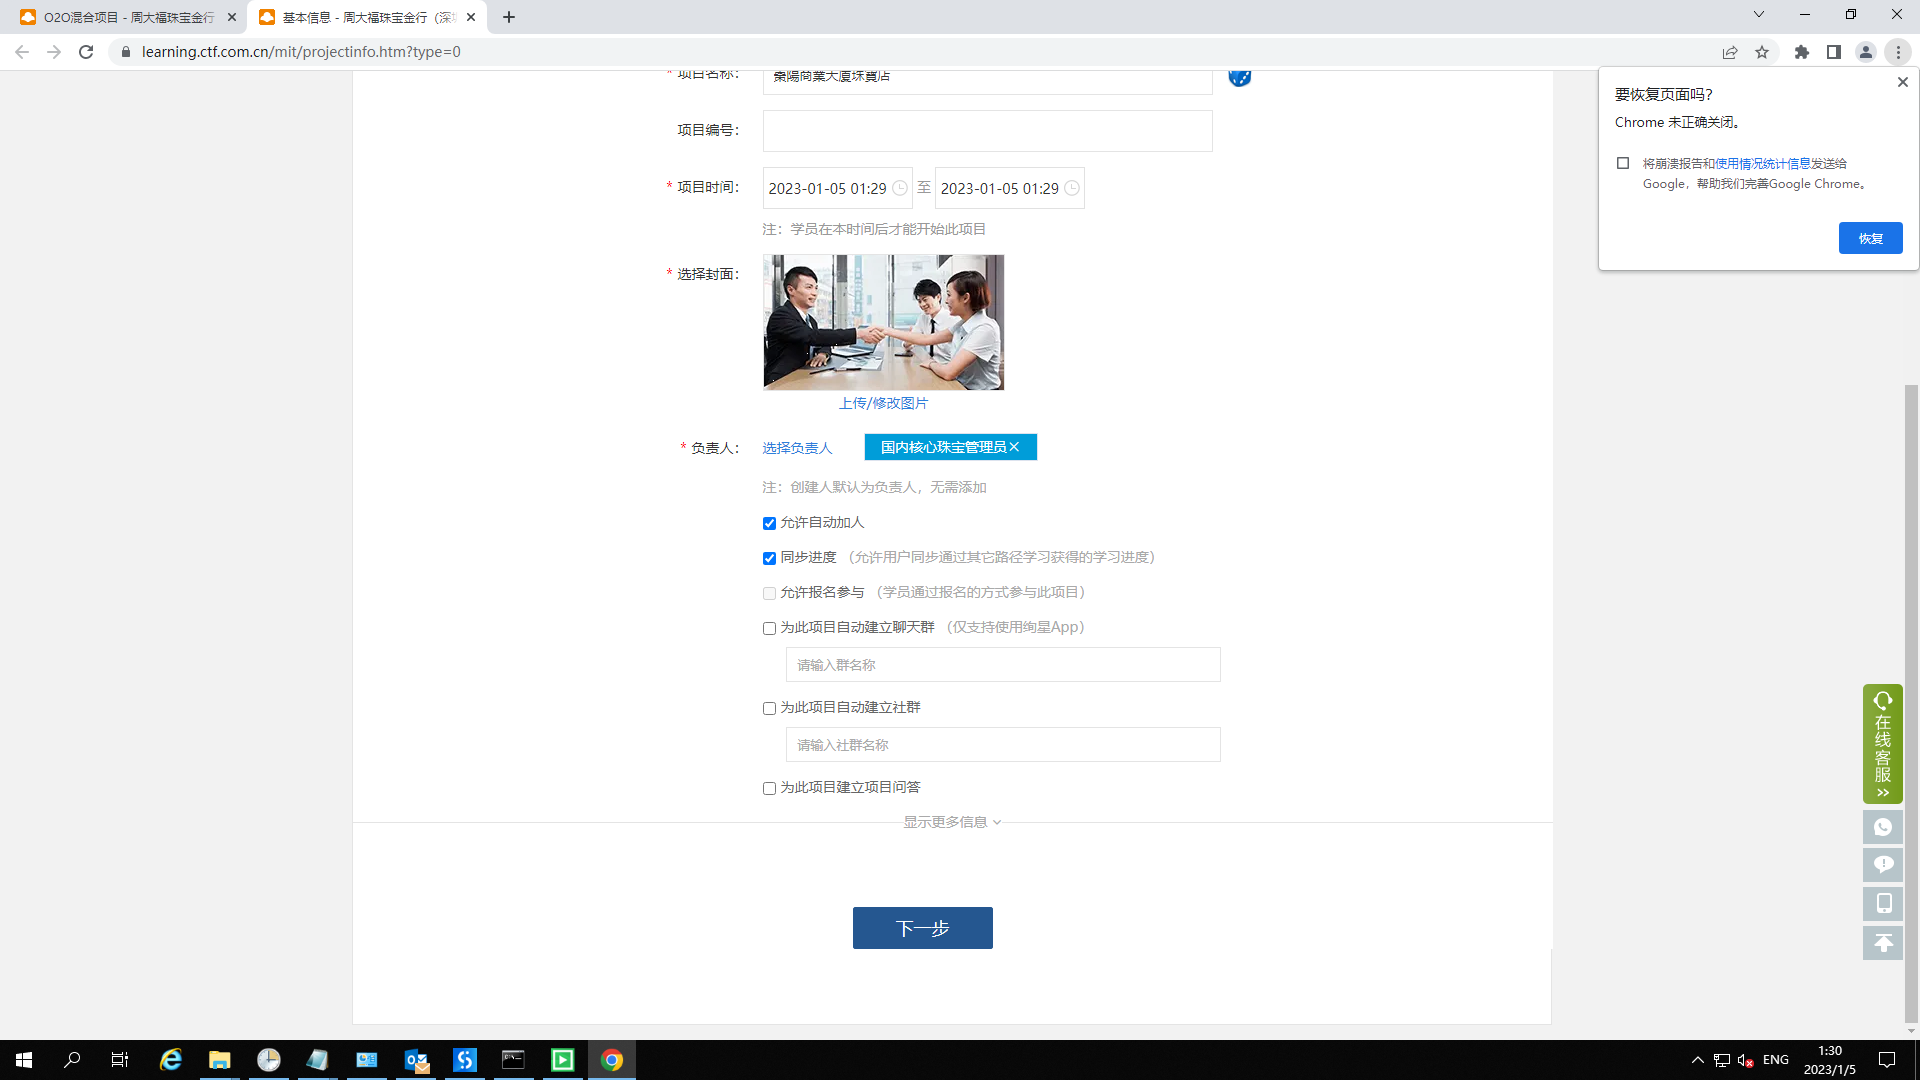 O2O混合项目 - 周大福珠宝金行
基本信息 - 周大福珠宝金行（深圳
learning.ctf.com.cn/mit/projectinfo.htm?type=0
要恢复页面吗?
Chrome 未正确关闭。
将崩溃报告和使用情况统计信息发送给
Google，帮助我们完善Google Chrome。
恢复
* 项目名称：
陽商業大廈珠寶店
项目编号：
* 项目时间：
2023-01-05 01:29 至 2023-01-05 01:29
注：学员在本时间后才能开始此项目
* 选择封面：
上传/修改图片
* 负责人：
选择负责人
国内核心珠宝管理员
注：创建人默认为负责人，无需添加
允许自动加人
同步进度 （允许用户同步通过其它路径学习获得的学习进度）
允许报名参与 （学员通过报名的方式参与此项目）
为此项目自动建立聊天群 （仅支持使用绚星App）
请输入群名称
为此项目自动建立社群
请输入社群名称
为此项目建立项目问答
显示更多信息
下一步
在线客服
ENG
1:30
2023/1/5